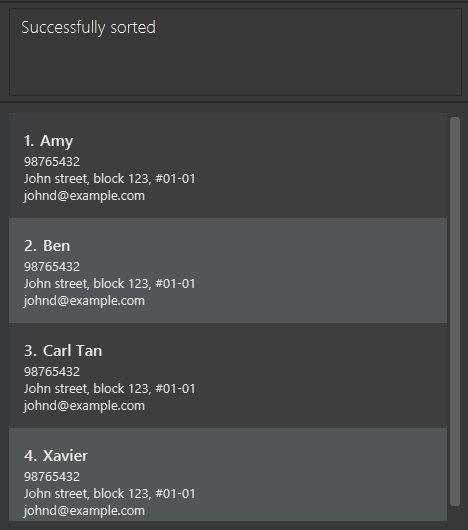 Successfully sorted
1. Amy
98765432
John street, block 123, #01-01
johnd@example.com
2. Ben
98765432
John street, block 123, #01-01
johnd@example.com
3. Carl Tan
98765432
John street, block 123, #01-01
johnd@example.com
4. Xavier
98765432
John street, block 123, #01-01
johnd@example.com